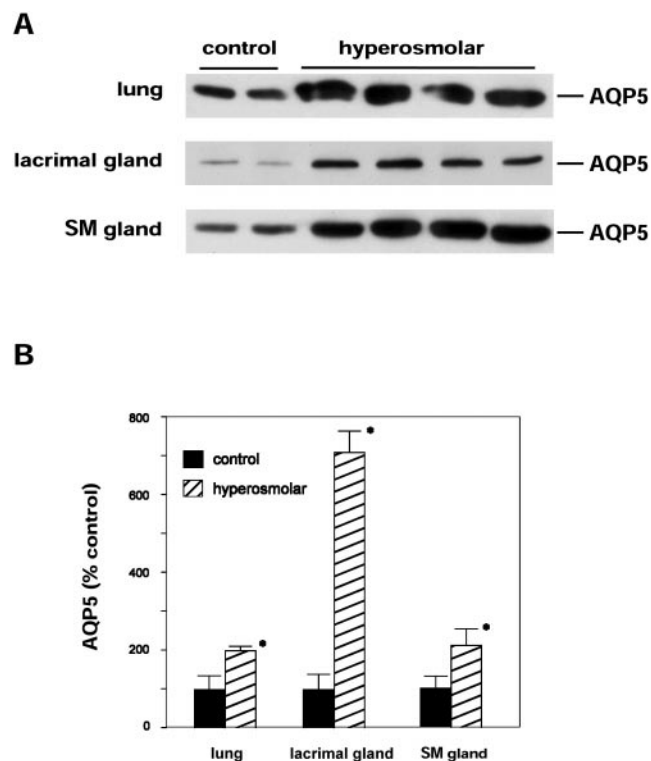 A
control hyperosmolar
lung AQP5
lacrimal gland AQP5
SM gland AQP5
B
800
control
hyperosmolar
600
AQP5 (% control)
400
200
0
* * *
lung lacrimal gland SM gland